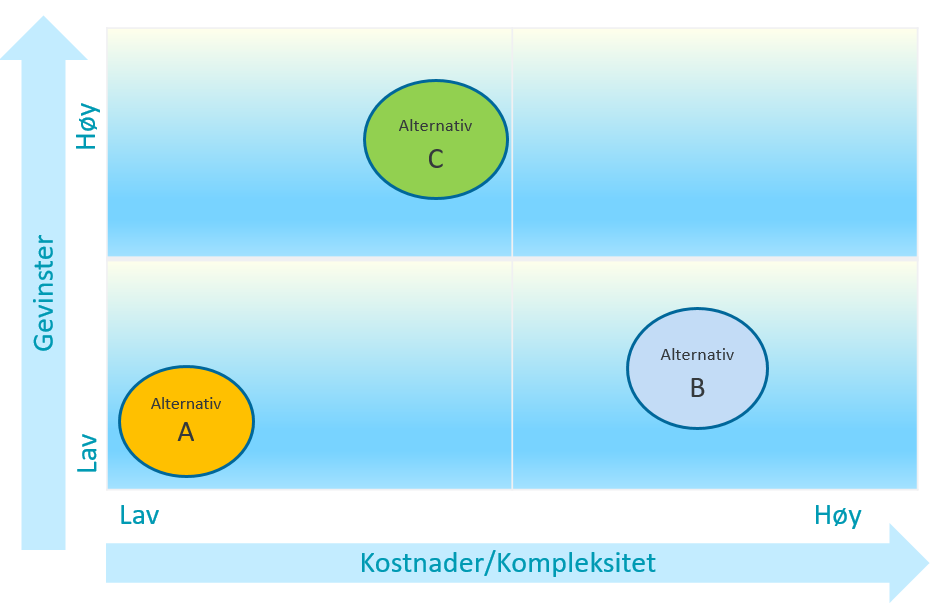 Høy
Gevinster
Lav
Alternativ
C
Alternativ
B
Alternativ
A
Lav
Høy
Kostnader/Kompleksitet